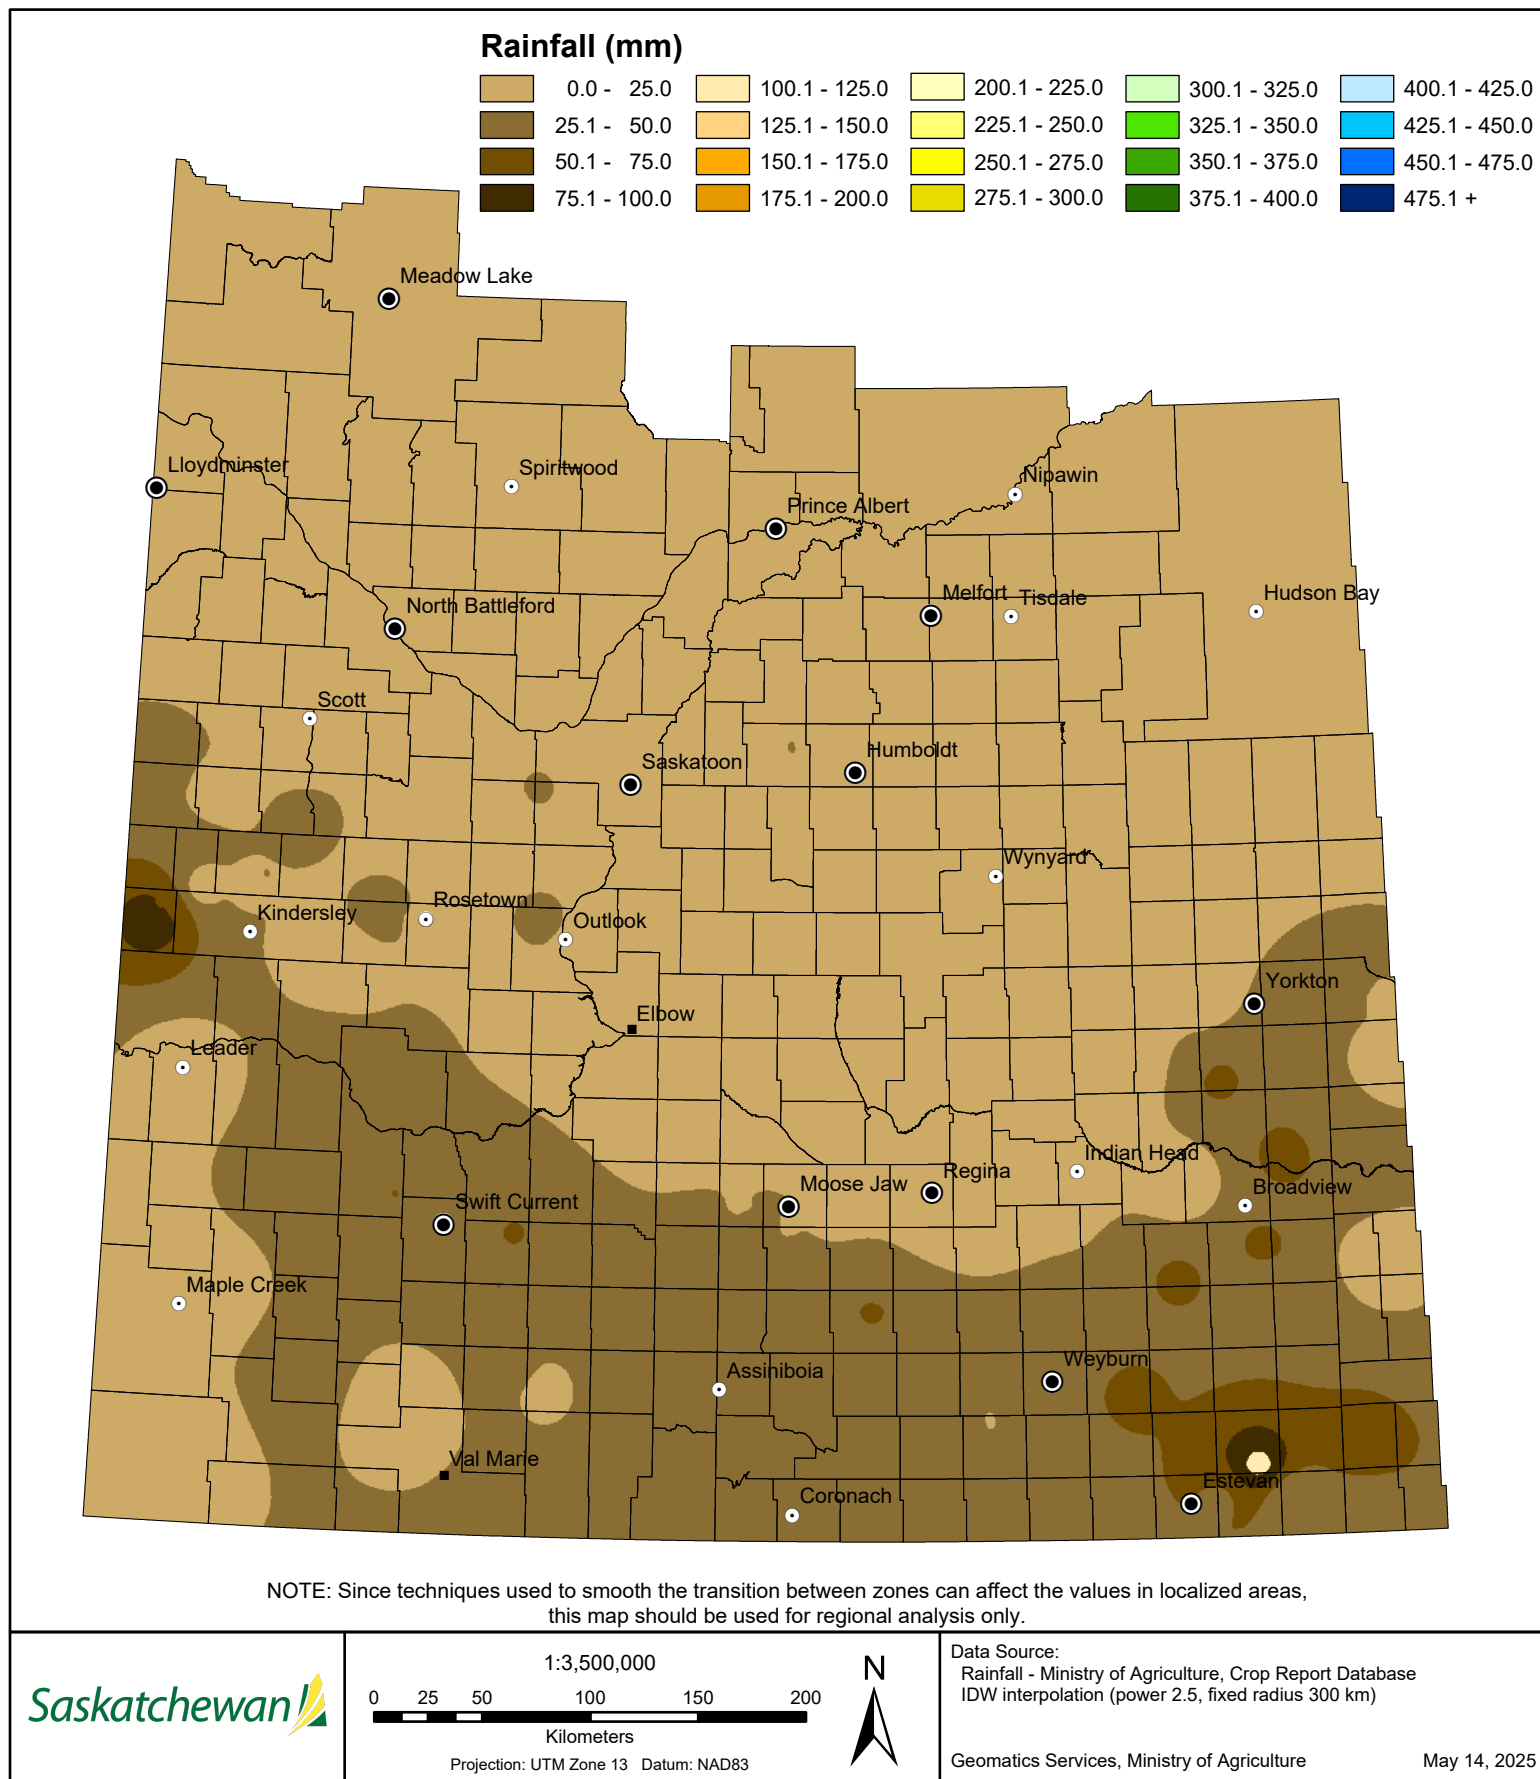 Rainfall (mm)
0.0 - 25.0
25.1 - 50.0
50.1 - 75.0
75.1 - 100.0
100.1 - 125.0
125.1 - 150.0
150.1 - 175.0
175.1 - 200.0
200.1 - 225.0
225.1 - 250.0
250.1 - 275.0
275.1 - 300.0
300.1 - 325.0
325.1 - 350.0
350.1 - 375.0
375.1 - 400.0
400.1 - 425.0
425.1 - 450.0
450.1 - 475.0
475.1 +
Meadow Lake
Lloydminster
Spiritwood
Nipawin
Prince Albert
North Battleford
Melfort
Tisdale
Hudson Bay
Scott
Saskatoon
Humboldt
Wynyard
Kindersley
Rosetown
Outlook
Yorkton
Elbow
Leader
Indian Head
Moose Jaw
Regina
Broadview
Swift Current
Maple Creek
Assiniboia
Weyburn
Val Marie
Coronach
Estevan
NOTE: Since techniques used to smooth the transition between zones can affect the values in localized areas,
this map should be used for regional analysis only.
Saskatchewan
1:3,500,000
0 25 50 100 150 200
Kilometers
Projection: UTM Zone 13 Datum: NAD83
N
Data Source:
Rainfall - Ministry of Agriculture, Crop Report Database
IDW interpolation (power 2.5, fixed radius 300 km)
Geomatics Services, Ministry of Agriculture
May 14, 2025